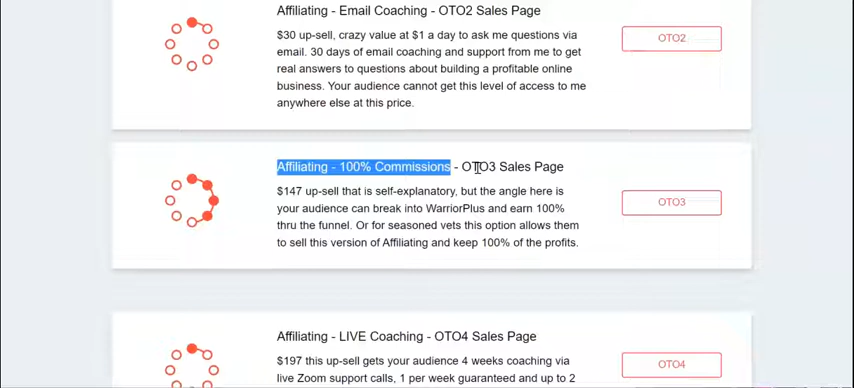 Affiliating - Email Coaching - OTO2 Sales Page
$30 up-sell, crazy value at $1 a day to ask me questions via
email. 30 days of email coaching and support from me to get
real answers to questions about building a profitable online
business. Your audience cannot get this level of access to me
anywhere else at this price.
OTO2
Affiliating - 100% Commissions - OTO3 Sales Page
$147 up-sell that is self-explanatory, but the angle here is
your audience can break into WarriorPlus and earn 100%
thru the funnel. Or for seasoned vets this option allows them
to sell this version of Affiliating and keep 100% of the profits.
OTO3
Affiliating - LIVE Coaching - OTO4 Sales Page
$197 this up-sell gets your audience 4 weeks coaching via
live Zoom support calls, 1 per week guaranteed and up to 2
OTO4